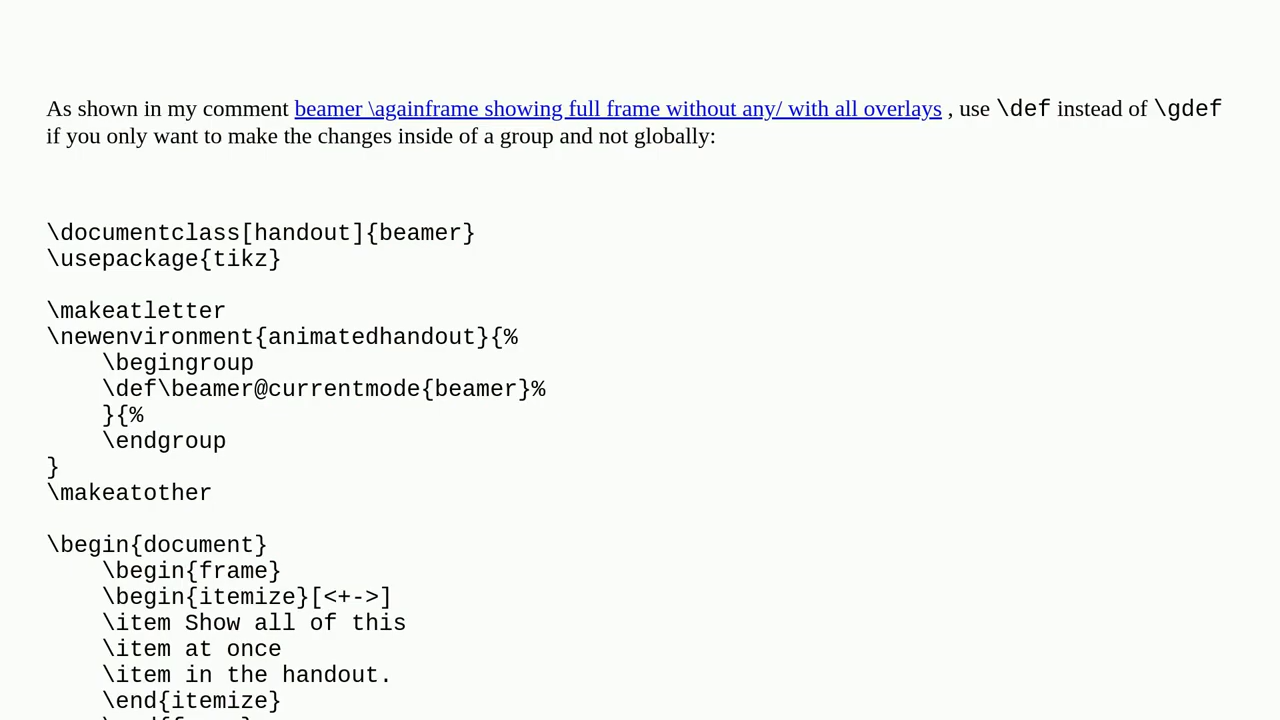 As shown in my comment beamer \againframe showing full frame without any/ with all overlays , use \def instead of \gdef
if you only want to make the changes inside of a group and not globally:
\documentclass[handout]{beamer}
\usepackage{tikz}
\makeatletter
\newenvironment{animatedhandout}{%
    \begingroup
    \def\beamer@currentmode{beamer}%
    }{%
    \endgroup
}
\makeatother
\begin{document}
    \begin{frame}
    \begin{itemize}[<+->]
    \item Show all of this
    \item at once
    \item in the handout.
    \end{itemize}